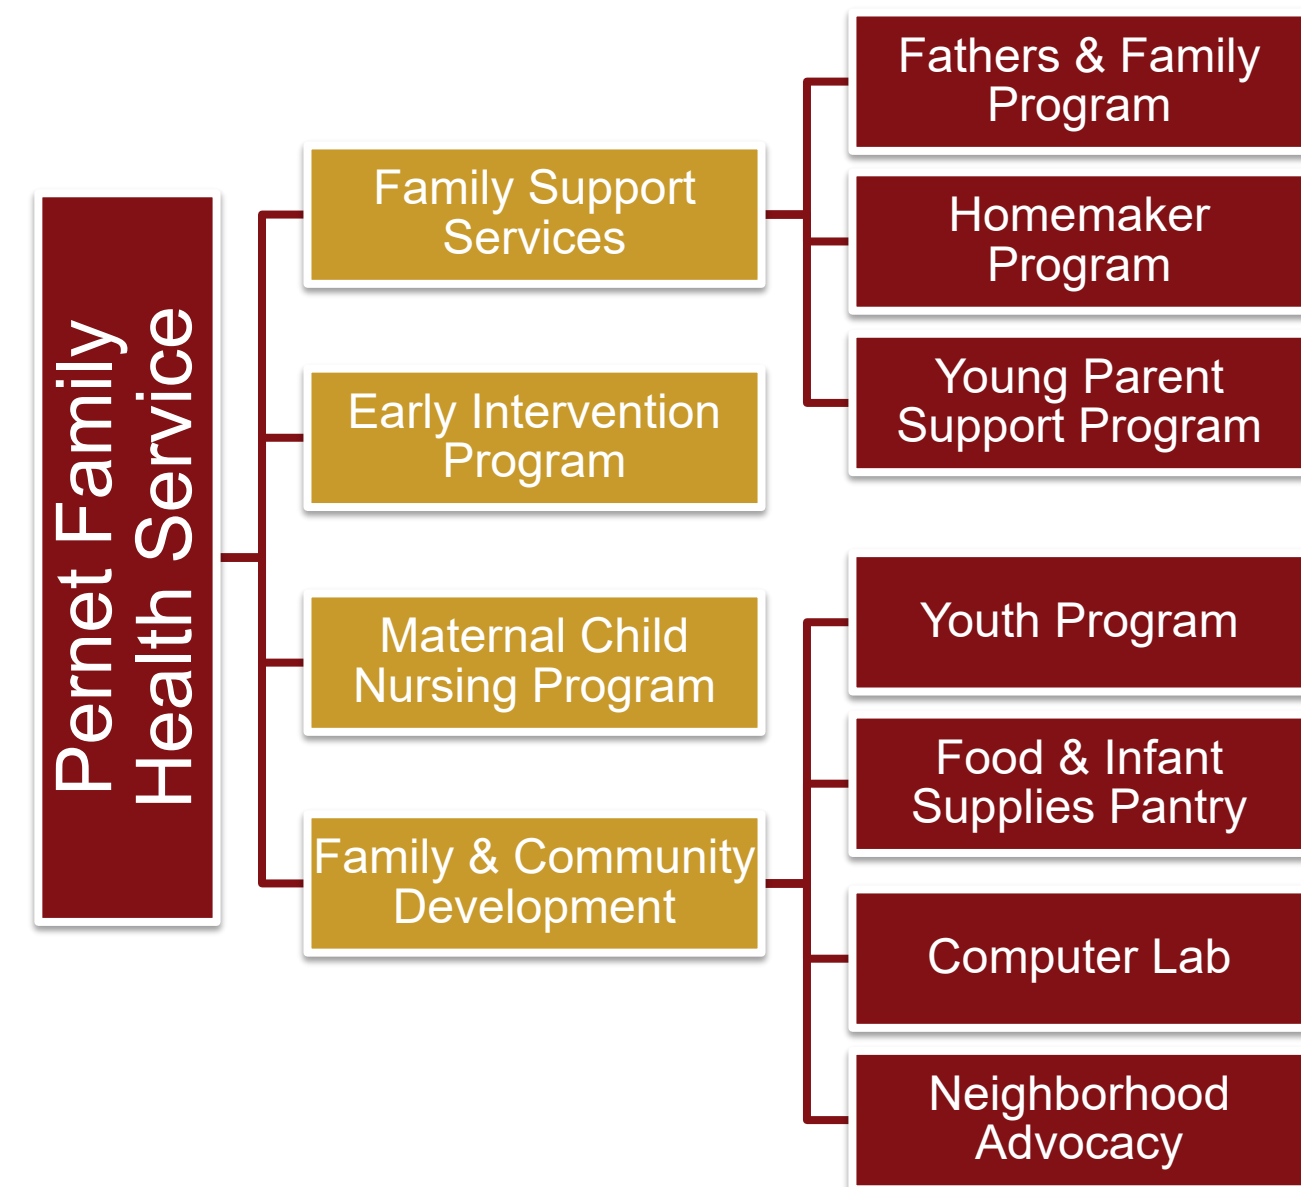 Pernet Family
Health Service
Family Support
Services
Fathers & Family
Program
Homemaker
Program
Young Parent
Support Program
Early Intervention
Program
Maternal Child
Nursing Program
Family & Community
Development
Youth Program
Food & Infant
Supplies Pantry
Computer Lab
Neighborhood
Advocacy